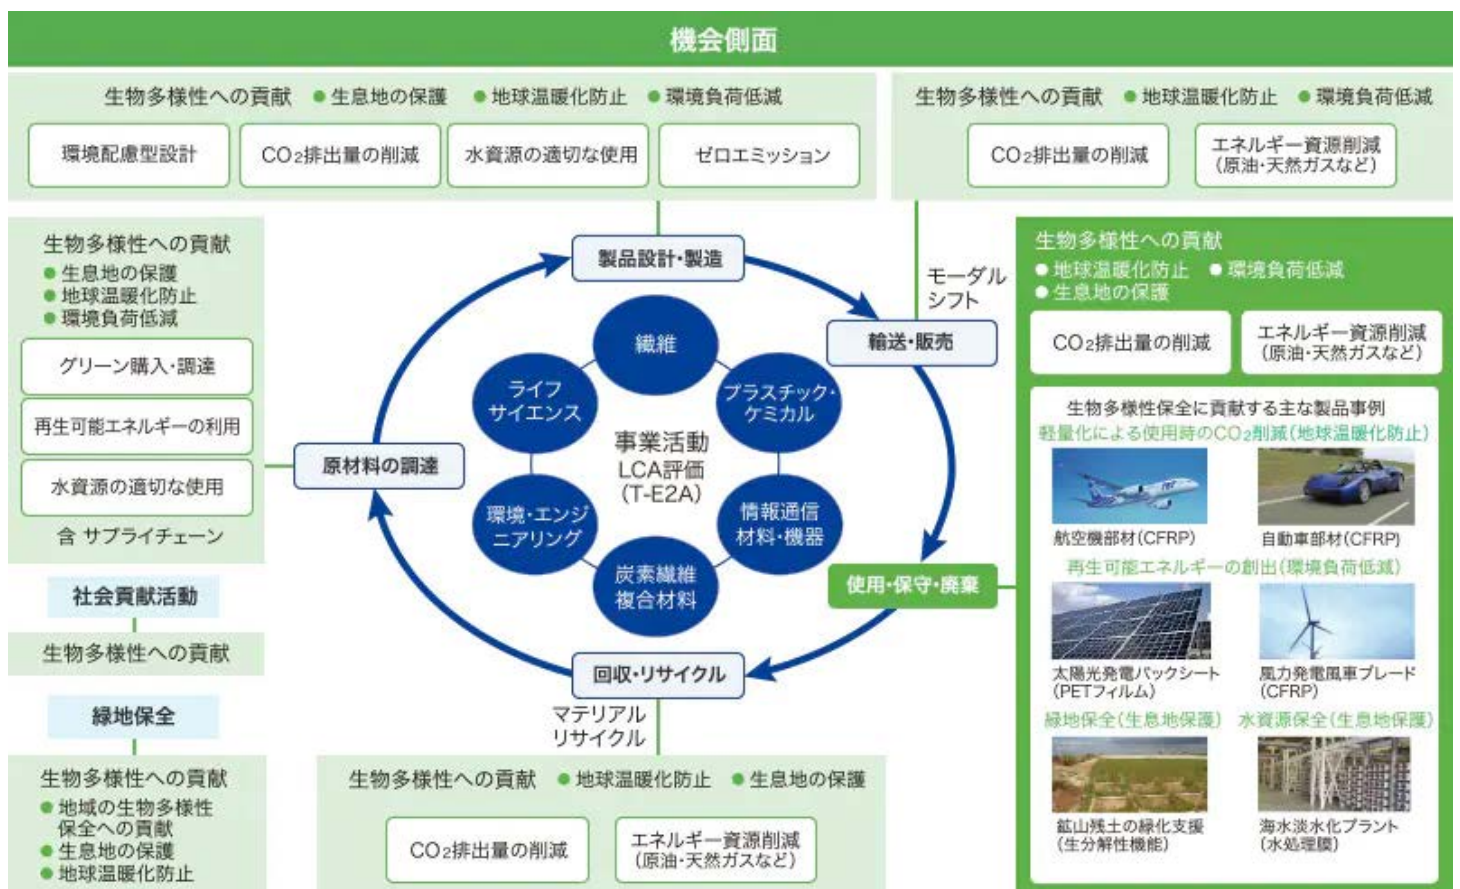 機会側面
生物多様性への貢献 ●生息地の保護 ●地球温暖化防止 ●環境負荷低減
環境配慮型設計
CO2排出量の削減
水資源の適切な使用
ゼロエミッション
生物多様性への貢献 ●地球温暖化防止 ●環境負荷低減
CO2排出量の削減
エネルギー資源削減
(原油・天然ガスなど)
生物多様性への貢献
●生息地の保護
●地球温暖化防止
●環境負荷低減
グリーン購入・調達
再生可能エネルギーの利用
水資源の適切な使用
含 サプライチェーン
社会貢献活動
生物多様性への貢献
緑地保全
生物多様性への貢献
●地域の生物多様性
保全への貢献
●生息地の保護
●地球温暖化防止
製品設計・製造
モーダル
シフト
輸送・販売
原材料の調達
使用・保守・廃棄
回収・リサイクル
マテリアル
リサイクル
繊維
プラスチック・
ケミカル
情報通信
材料・機器
炭素繊維
複合材料
環境・エンジ
ニアリング
ライフ
サイエンス
事業活動
LCA評価
(T-E2A)
生物多様性への貢献 ●地球温暖化防止 ●生息地の保護
CO2排出量の削減
エネルギー資源削減
(原油・天然ガスなど)
生物多様性への貢献
●地球温暖化防止 ●環境負荷低減
●生息地の保護
CO2排出量の削減
エネルギー資源削減
(原油・天然ガスなど)
生物多様性保全に貢献する主な製品事例
軽量化による使用時のCO2削減(地球温暖化防止)
航空機部材(CFRP)
自動車部材(CFRP)
再生可能エネルギーの創出(環境負荷低減)
太陽光発電バックシート
(PETフィルム)
風力発電風車ブレード
(CFRP)
緑地保全(生息地保護)
水資源保全(生息地保護)
鉱山残土の緑化支援
(生分解性機能)
海水淡水化プラント
(水処理膜)